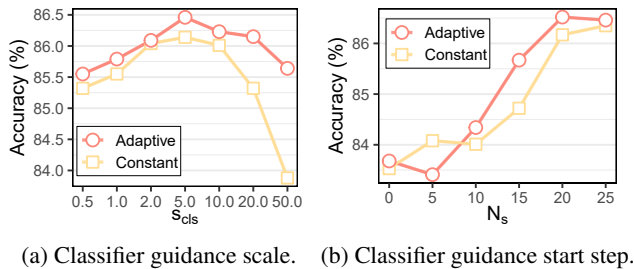 Accuracy (%)
86.5
86.0
85.5
85.0
84.5
84.0
Adaptive
Constant
0.5 1.0 2.0 5.0 10.0 20.0 50.0
s_cls
(a) Classifier guidance scale.
Accuracy (%)
86
84
Adaptive
Constant
0 5 10 15 20 25
N_s
(b) Classifier guidance start step.